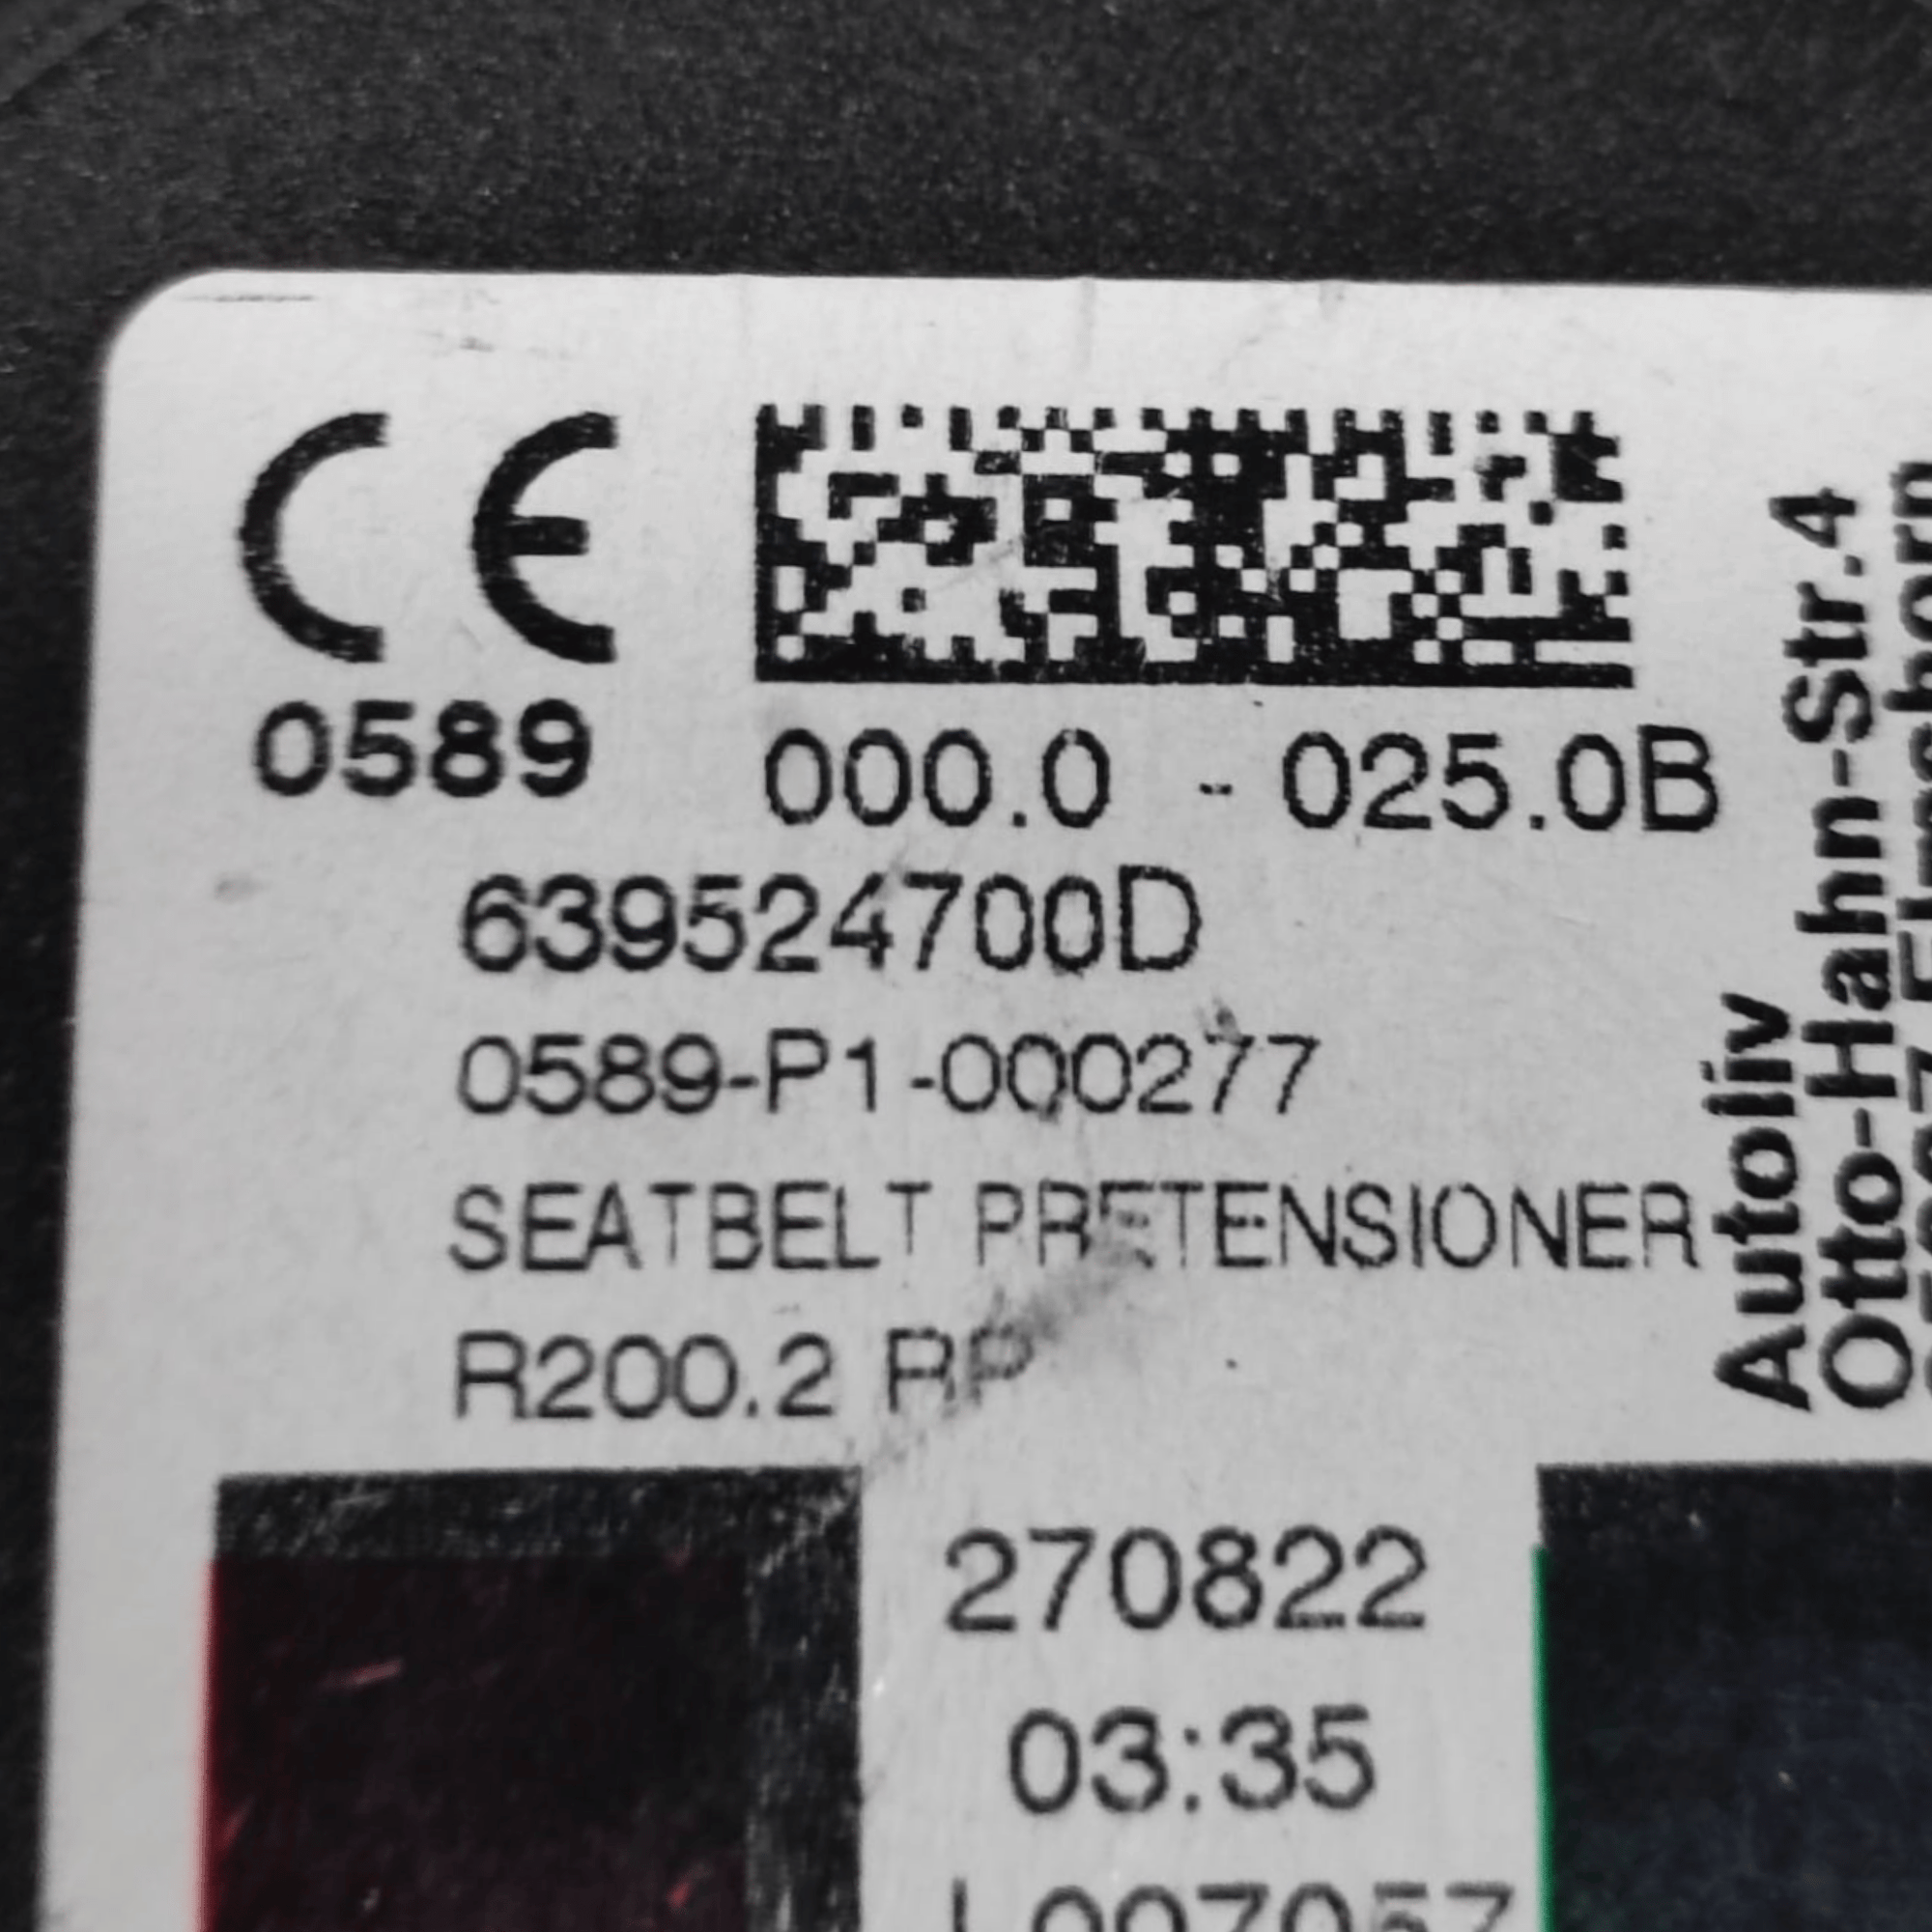 CE
0589
000.0 - 025.0B
639524700D
0589-P1-000277
SEATBELT PRETENSIONER
R200.2 RP
270822
03:35
Autoliv
Otto-Hahn-Str.4
Elmshorn